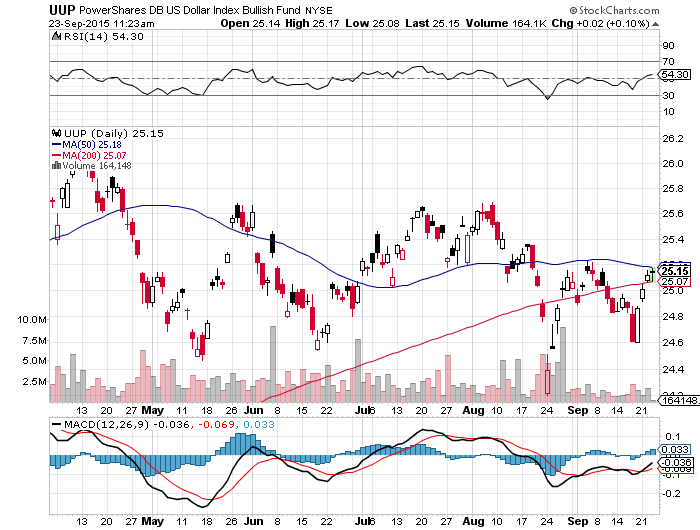 UUP PowerShares DB US Dollar Index Bullish Fund NYSE © StockCharts.com
23-Sep-2015 11:23am Open 25.14 High 25.17 Low 25.08 Last 25.15 Volume 164.1K Chg +0.02 (+0.10%)
RSI(14) 54.30
90
70
54.30
30
10
UUP (Daily) 25.15
MA(50) 25.18
MA(200) 25.07
Volume 164,148
26.2
26.0
25.8
25.6
25.4
25.15
25.07
25.0
24.8
24.6
24.4
24.2
10.0M
7.5M
5.0M
2.5M
164148
13 20 27 May 11 18 26 Jun 8 15 22 Jul 6 13 20 27 Aug 10 17 24 Sep 8 14 21
MACD(12,26,9) -0.036, -0.069, 0.033
0.1
0.033
-0.036
-0.069
-0.2
13 20 27 May 11 18 26 Jun 8 15 22 Jul 6 13 20 27 Aug 10 17 24 Sep 8 14 21